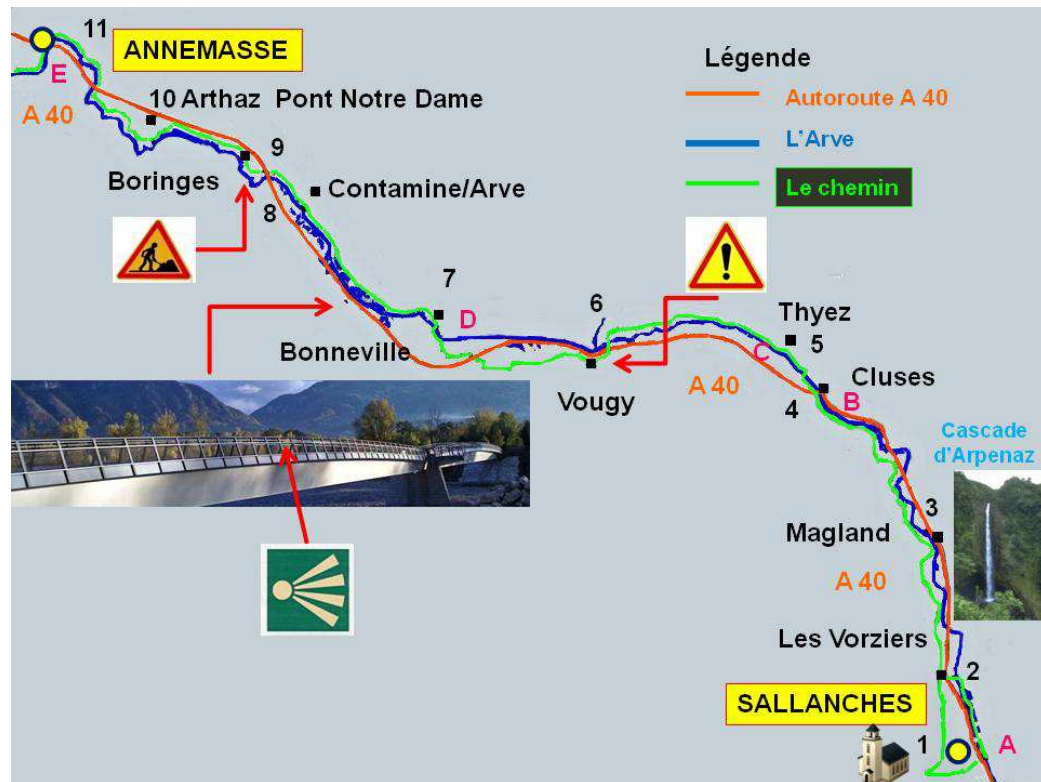 11
ANNEMASSE
E
A 40
10 Arthaz Pont Notre Dame
9
Boringes
Contamine/Arve
8
Légende
Autoroute A 40
L'Arve
Le chemin
7
D
Bonneville
6
Vougy
Thyez
5
C
A 40
Cluses
4
B
Cascade
d'Arpenaz
3
Magland
A 40
Les Vorziers
2
SALLANCHES
1
A